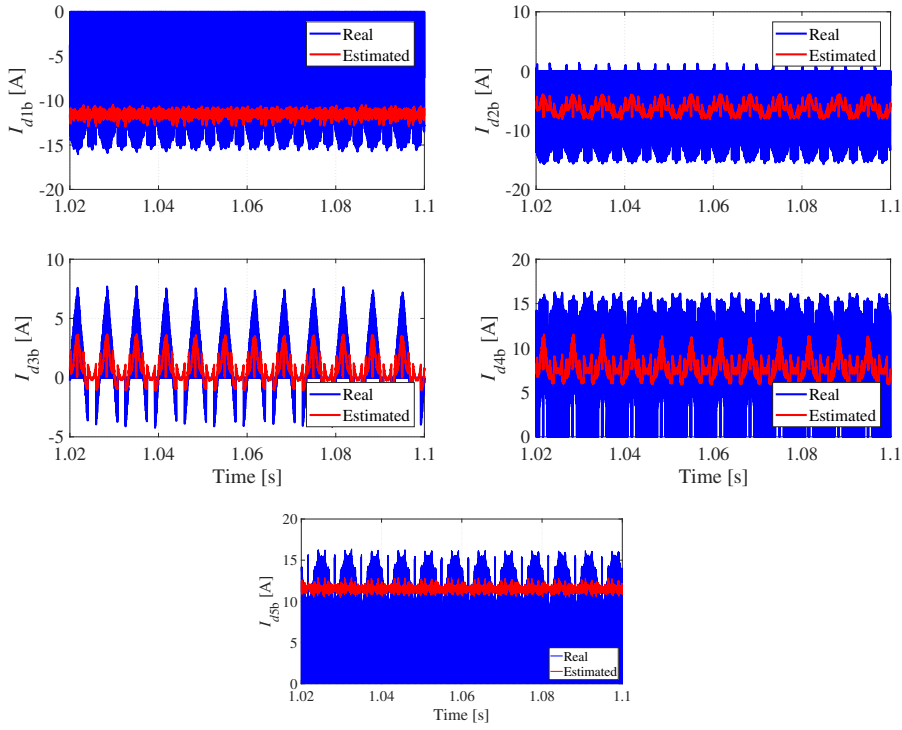 0
-5
-10
-15
-20
I_d1b [A]
Real
Estimated
1.02
1.04
1.06
1.08
1.1
10
0
-10
-20
I_d2b [A]
Real
Estimated
1.02
1.04
1.06
1.08
1.1
10
5
0
-5
I_d3b [A]
Real
Estimated
1.02
1.04
1.06
1.08
1.1
Time [s]
20
15
10
5
0
I_d4b [A]
Real
Estimated
1.02
1.04
1.06
1.08
1.1
Time [s]
20
15
10
5
0
I_d5b [A]
Real
Estimated
1.02
1.04
1.06
1.08
1.1
Time [s]